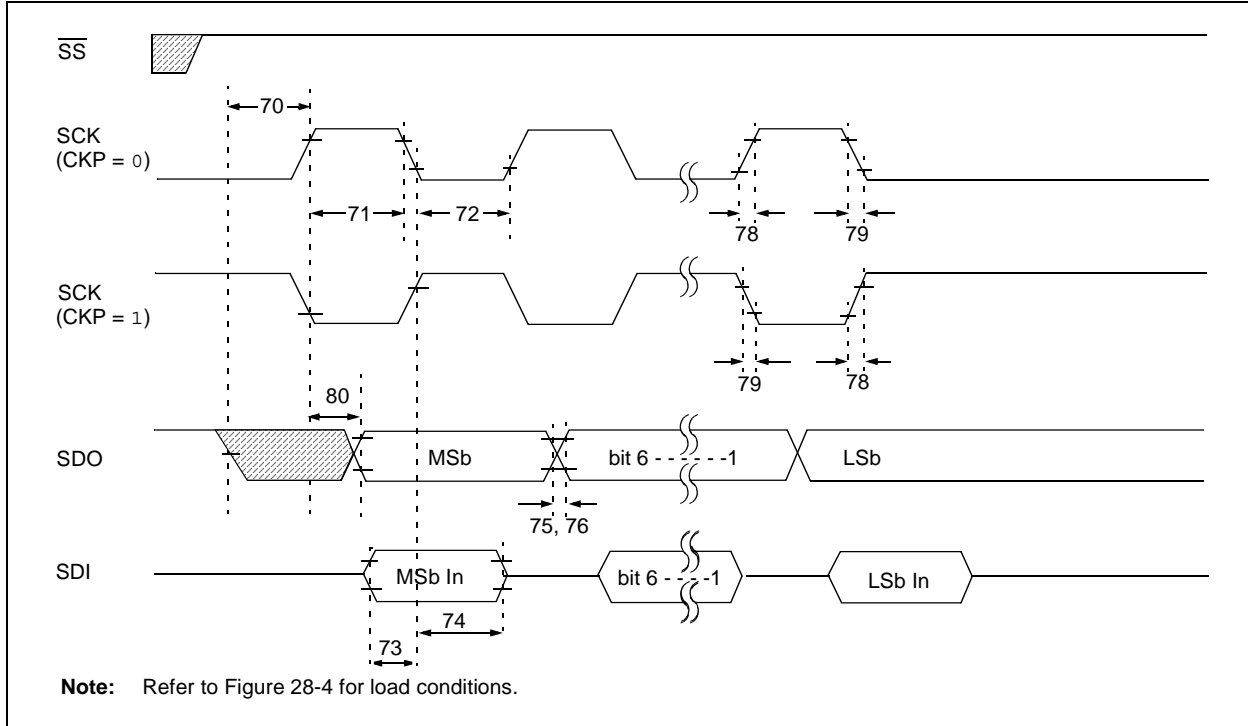 SS
70
SCK
(CKP = 0)
71
72
78
79
SCK
(CKP = 1)
79
78
80
SDO
MSb
bit 6 - - - - - -1
LSb
75, 76
SDI
MSb In
bit 6 - - - - -1
LSb In
74
73
Note: Refer to Figure 28-4 for load conditions.